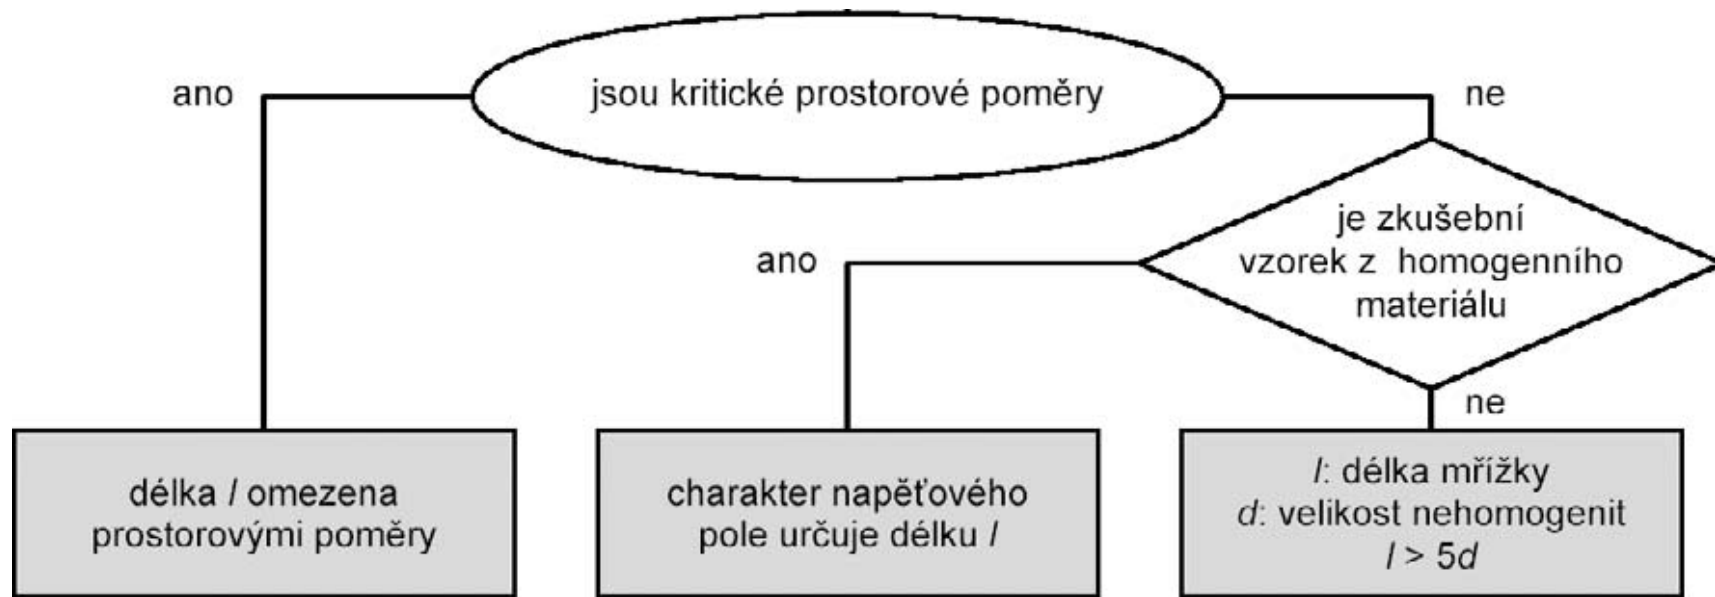 ano
jsou kritické prostorové poměry
ne
je zkušební
vzorek z homogenního
materiálu
ano
ne
délka l omezena
prostorovými poměry
charakter napěťového
pole určuje délku l
l: délka mřížky
d: velikost nehomogenit
l > 5d